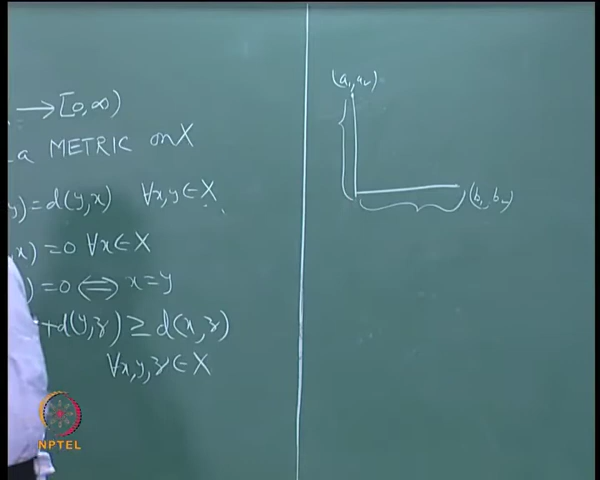 → [0, ∞)
a METRIC on X
y) = d(y,x) ∀x,y ∈ X
x) = 0 ∀x ∈ X
) = 0 ⟺ x = y
+ d(y,z) ≥ d(x,z)
∀x,y,z ∈ X
(a₁,a₂)
(b₁, b₂)
NPTEL